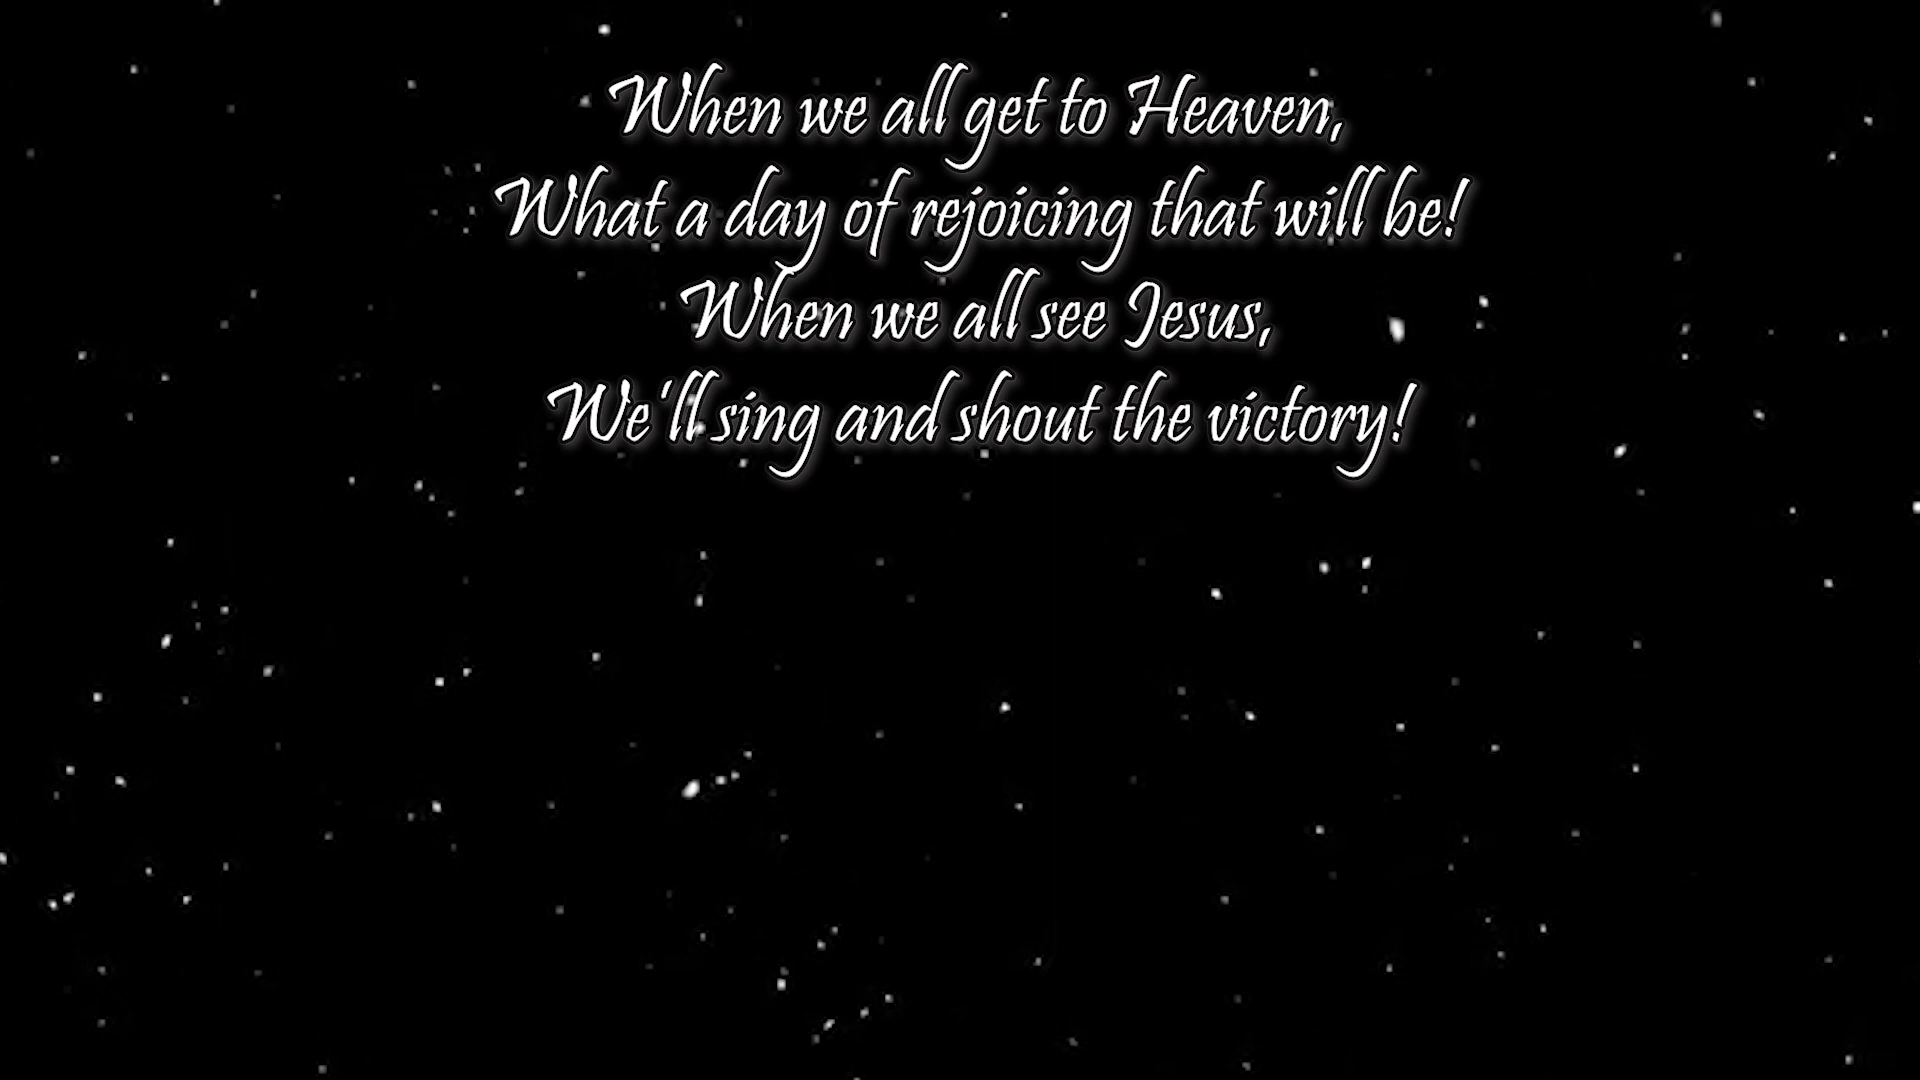 When we all get to Heaven,
What a day of rejoicing that will be!
When we all see Jesus,
We'll sing and shout the victory!